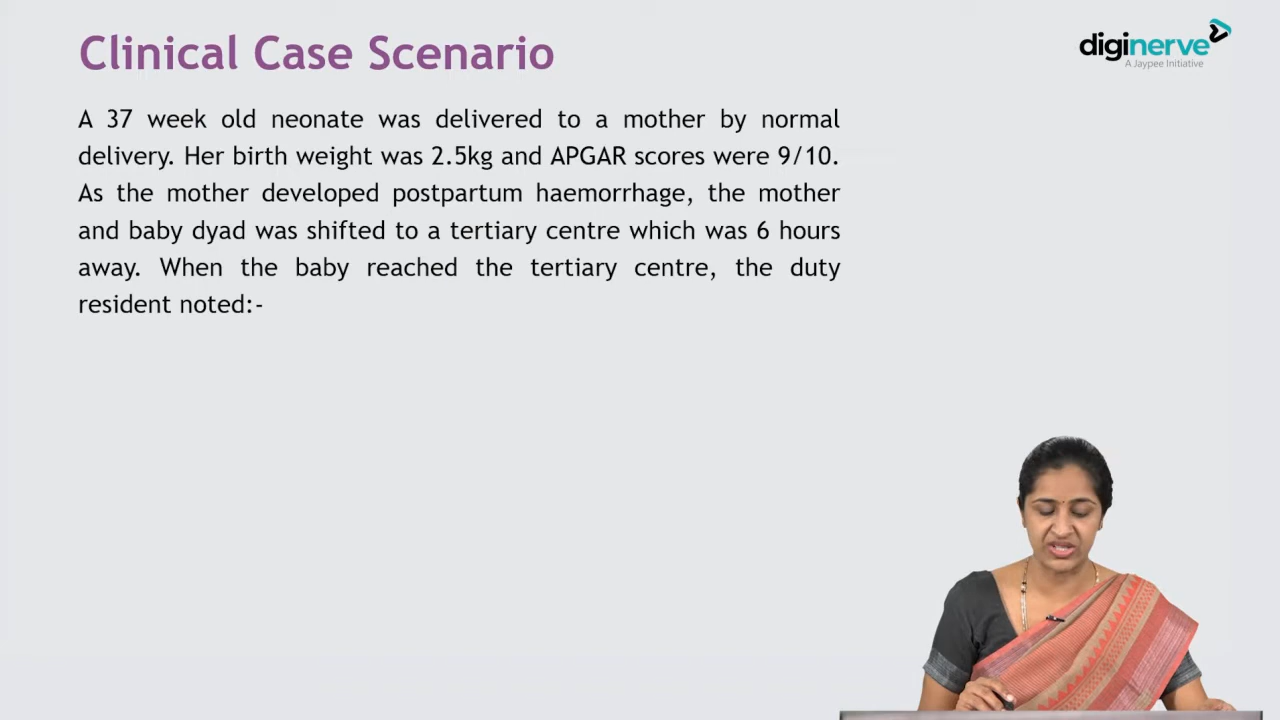 Clinical Case Scenario
diginerve
A Jaypee Initiative
A 37 week old neonate was delivered to a mother by normal
delivery. Her birth weight was 2.5kg and APGAR scores were 9/10.
As the mother developed postpartum haemorrhage, the mother
and baby dyad was shifted to a tertiary centre which was 6 hours
away. When the baby reached the tertiary centre, the duty
resident noted:-